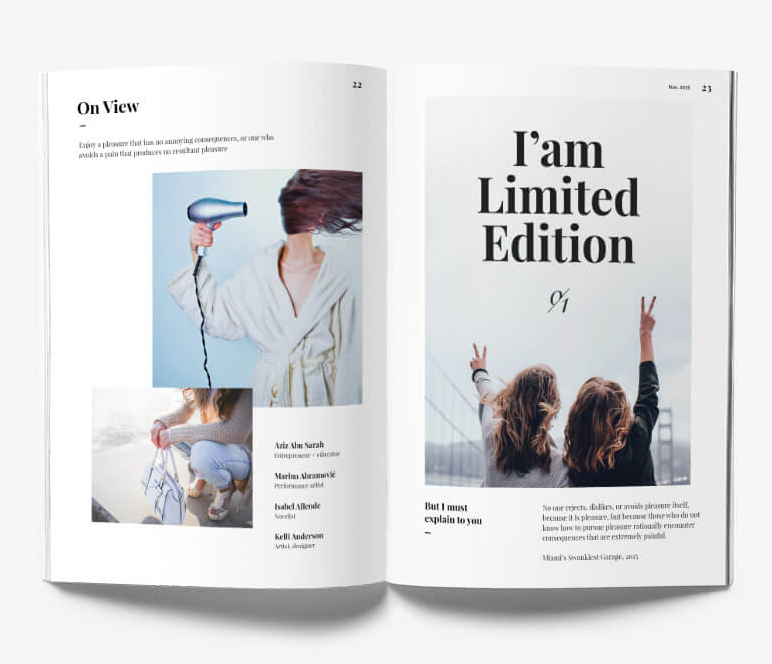 22
On View
Enjoy a pleasure that has no annoying consequences, or one who
avoids a pain that produces no resultant pleasure
Aziz Abu Sarah
Entrepreneur + educator
Marina Abramović
Performance artist
Isabel Allende
Novelist
Kelli Anderson
Artist, designer
23
I'am
Limited
Edition
0/1
But I must
explain to you
No one rejects, dislikes, or avoids pleasure itself,
because it is pleasure, but because those who do not
know how to pursue pleasure rationally encounter
consequences that are extremely painful.
Miami's Swankiest Garage, 2015